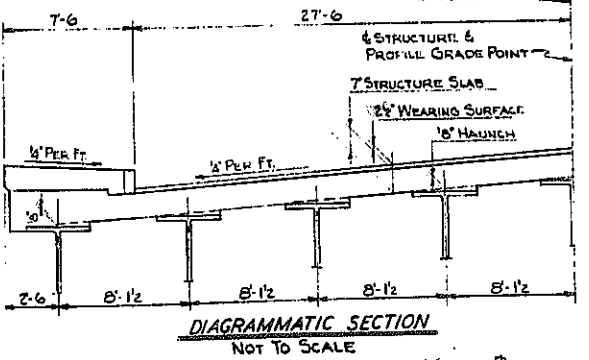 7'-6
27'-6
℄ STRUCTURE &
PROFILE GRADE POINT
7" STRUCTURE SLAB
2½" WEARING SURFACE
HAUNCH
¼" PER FT.
¼" PER FT.
2-6
8'-1½
8'-1½
8'-1½
8'-1½
DIAGRAMMATIC SECTION
NOT TO SCALE